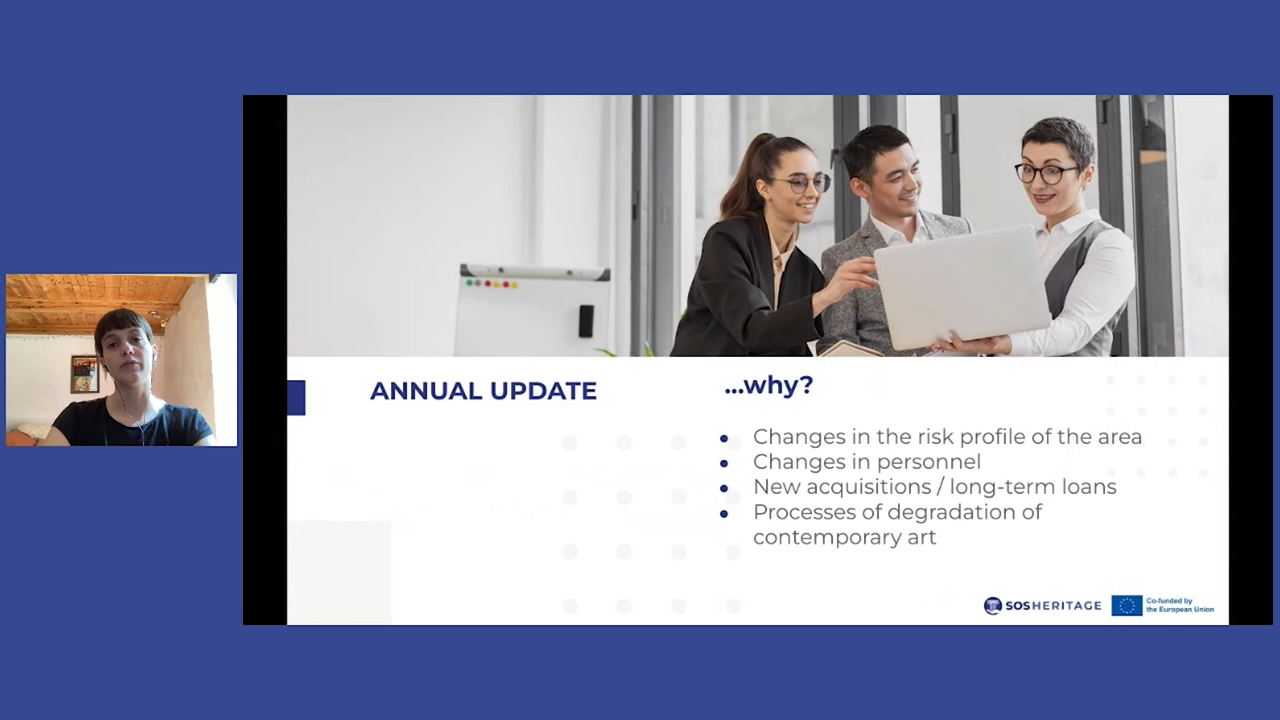 ANNUAL UPDATE
...why?
Changes in the risk profile of the area
Changes in personnel
New acquisitions / long-term loans
Processes of degradation of
contemporary art
SOSHERITAGE
Co-funded by
the European Union